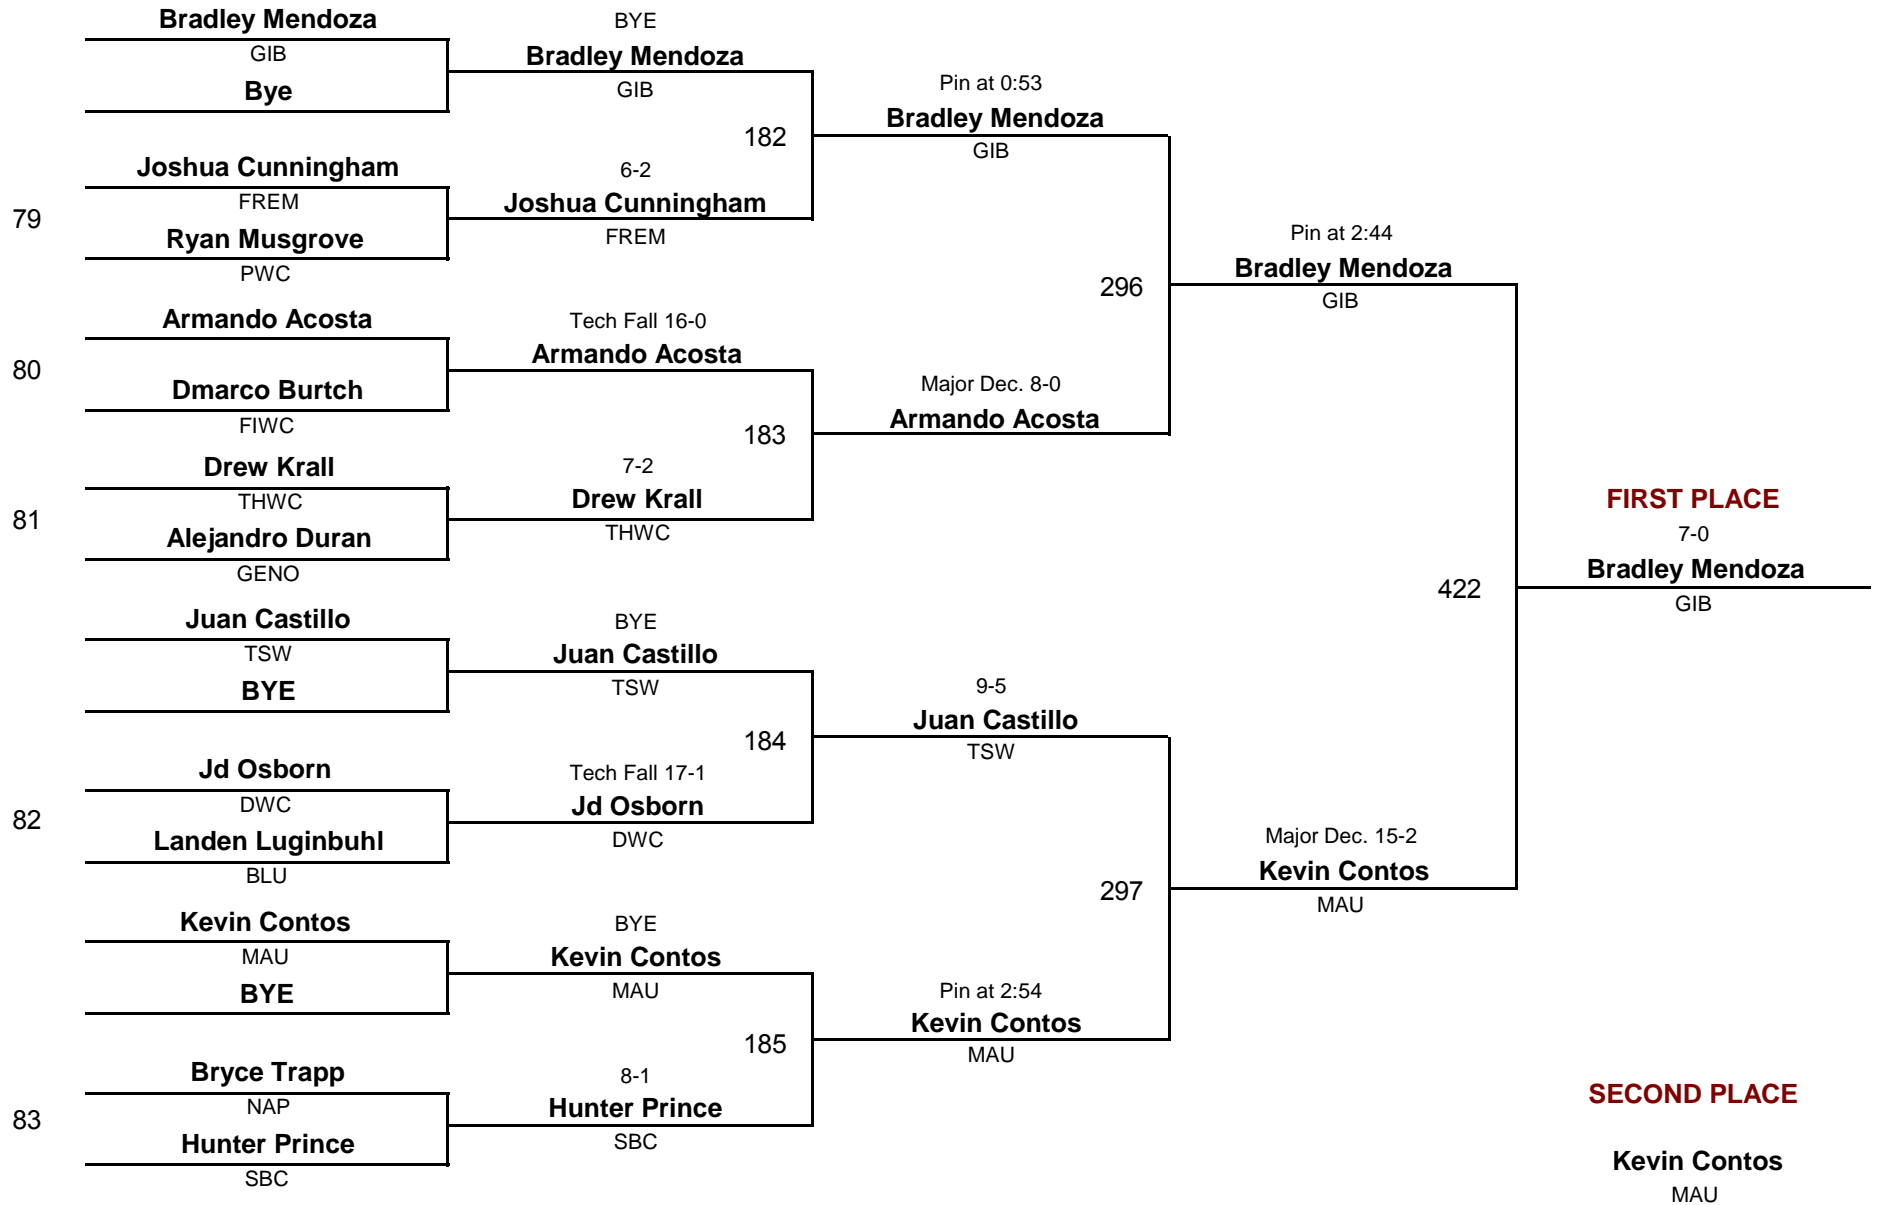 Bradley Mendoza
GIB
Bye
79
Joshua Cunningham
FREM
Ryan Musgrove
PWC
80
Armando Acosta
Dmarco Burtch
FIWC
81
Drew Krall
THWC
Alejandro Duran
GENO
Juan Castillo
TSW
BYE
82
Jd Osborn
DWC
Landen Luginbuhl
BLU
Kevin Contos
MAU
BYE
83
Bryce Trapp
NAP
Hunter Prince
SBC
BYE
Bradley Mendoza
GIB
182
6-2
Joshua Cunningham
FREM
Tech Fall 16-0
Armando Acosta
183
7-2
Drew Krall
THWC
BYE
Juan Castillo
TSW
184
Tech Fall 17-1
Jd Osborn
DWC
BYE
Kevin Contos
MAU
185
8-1
Hunter Prince
SBC
Pin at 0:53
Bradley Mendoza
GIB
296
Major Dec. 8-0
Armando Acosta
9-5
Juan Castillo
TSW
297
Pin at 2:54
Kevin Contos
MAU
Pin at 2:44
Bradley Mendoza
GIB
422
Major Dec. 15-2
Kevin Contos
MAU
FIRST PLACE
7-0
Bradley Mendoza
GIB
SECOND PLACE
Kevin Contos
MAU